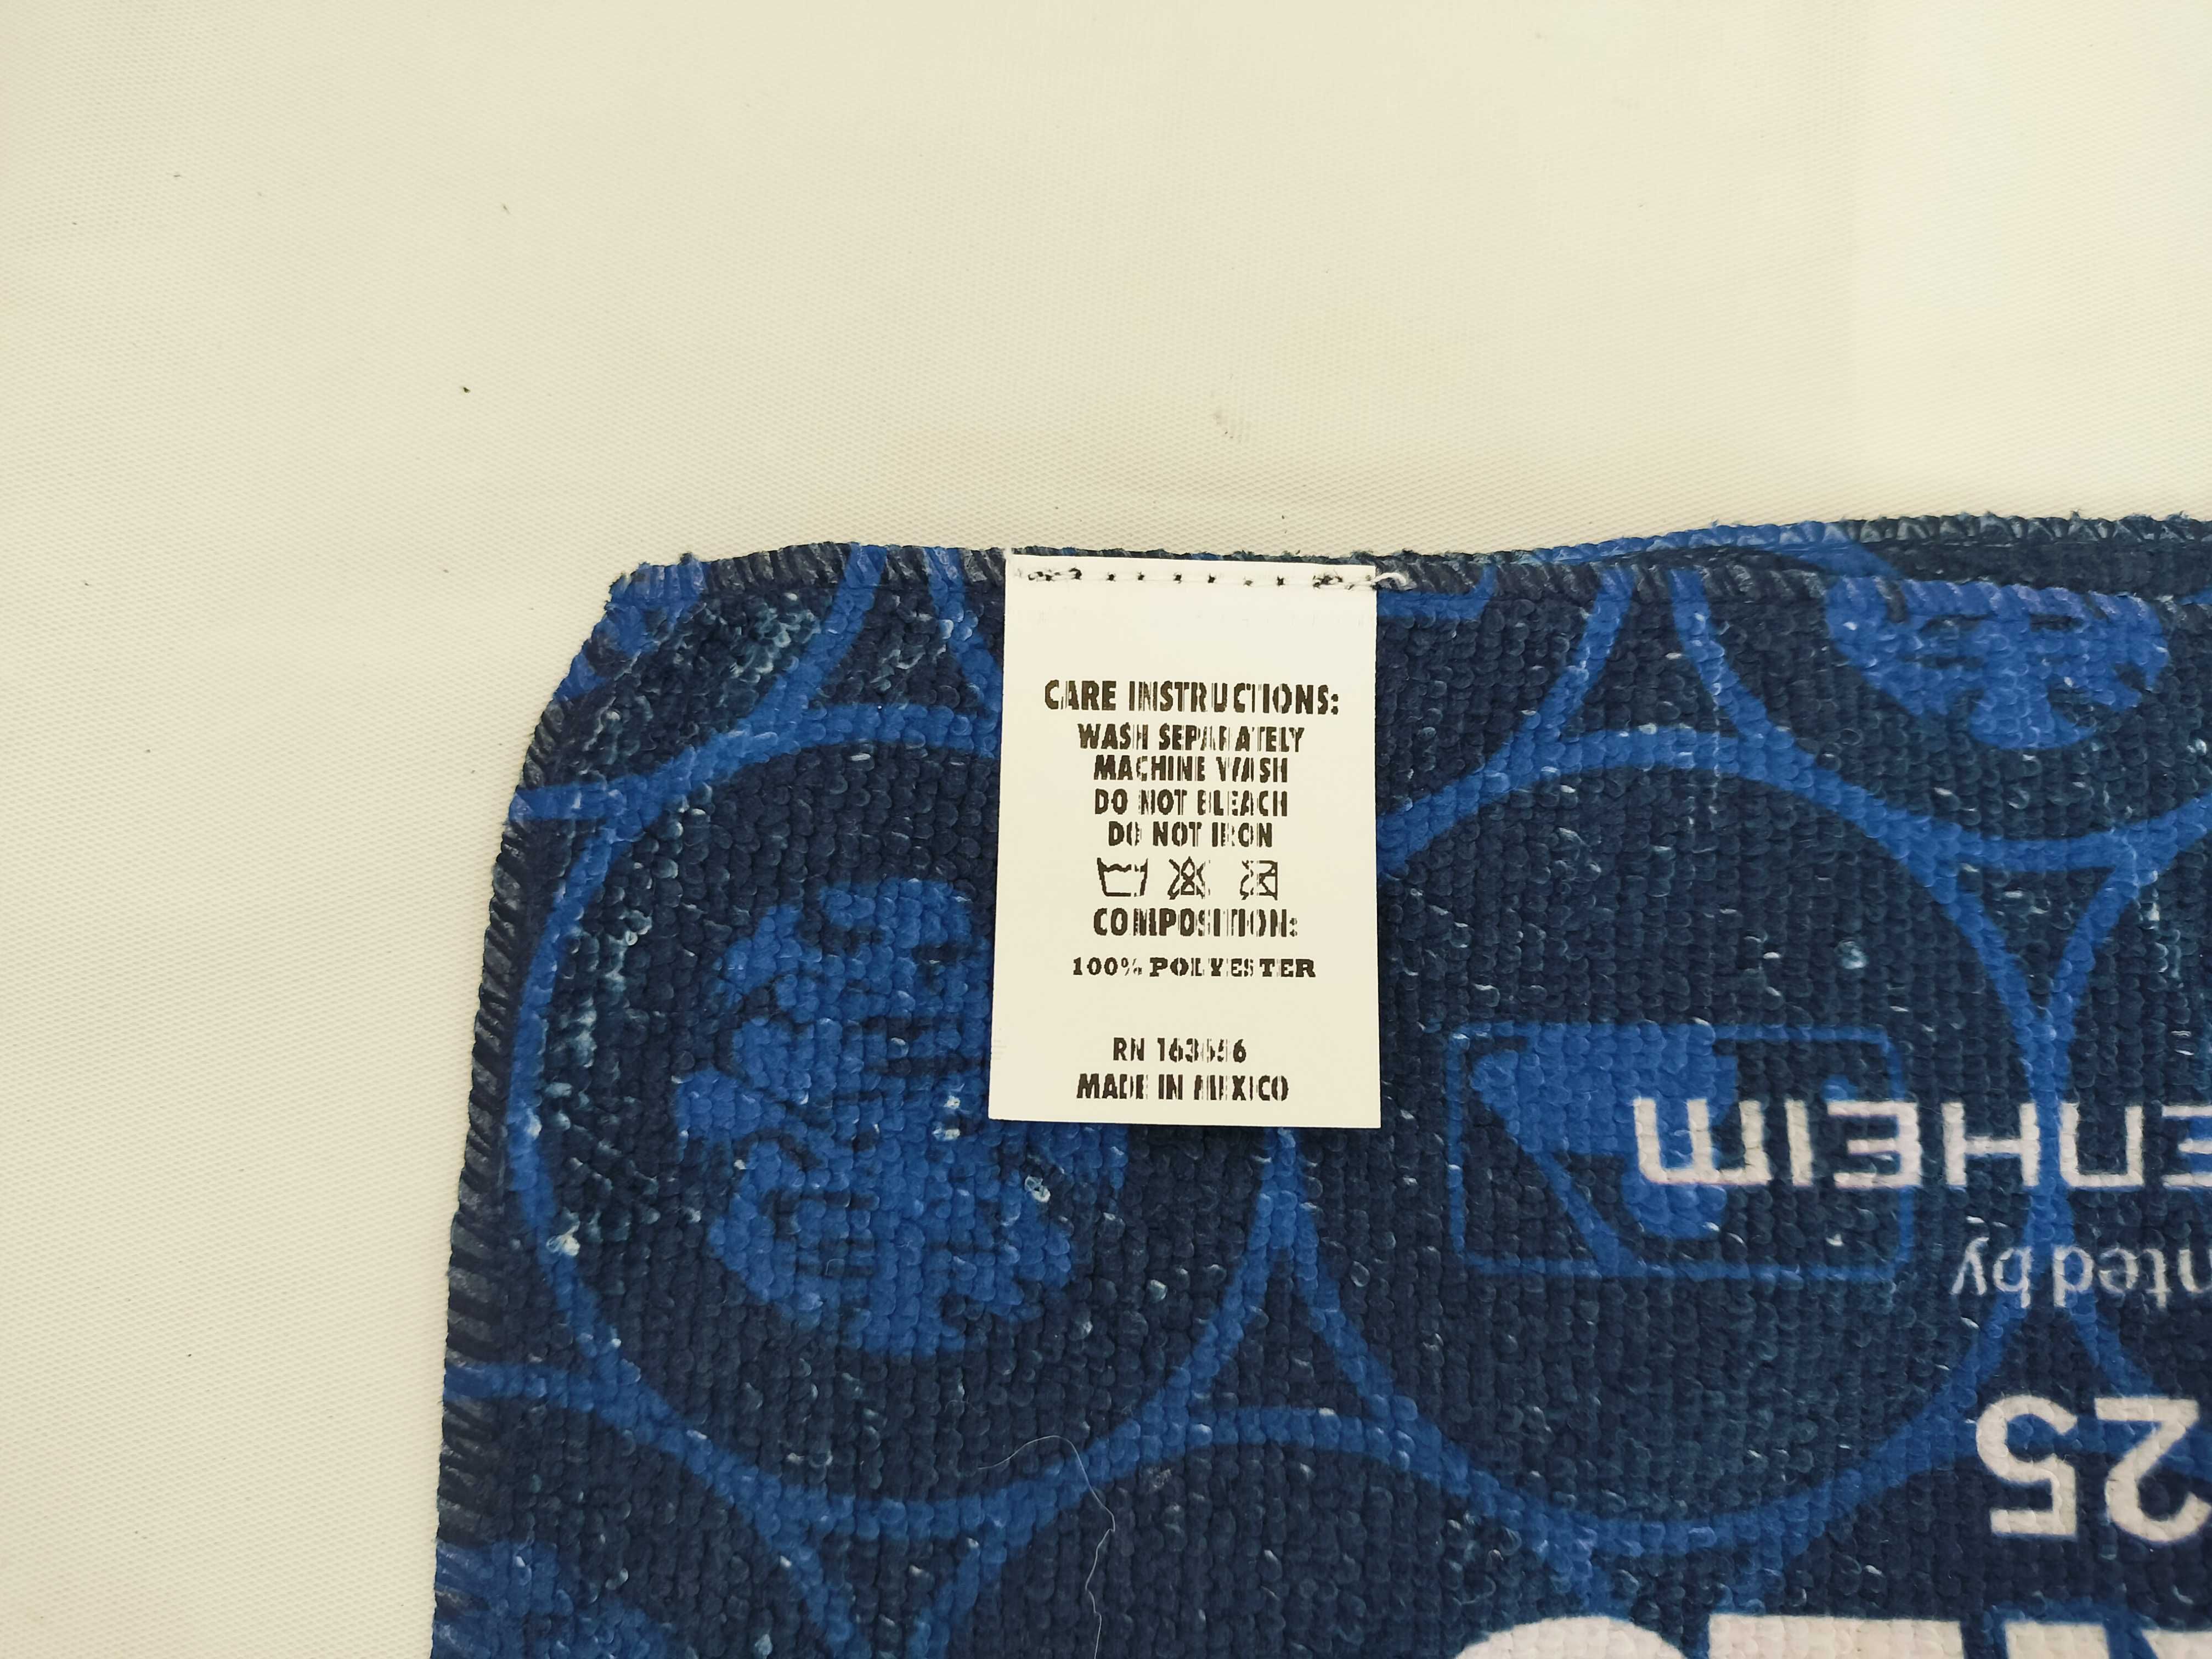 CARE INSTRUCTIONS:
WASH SEPARATELY
MACHINE WASH
DO NOT BLEACH
DO NOT IRON
COMPOSITION:
100% POLYESTER
RN
MADE IN MEXICO
ENHEIM
nted by
25